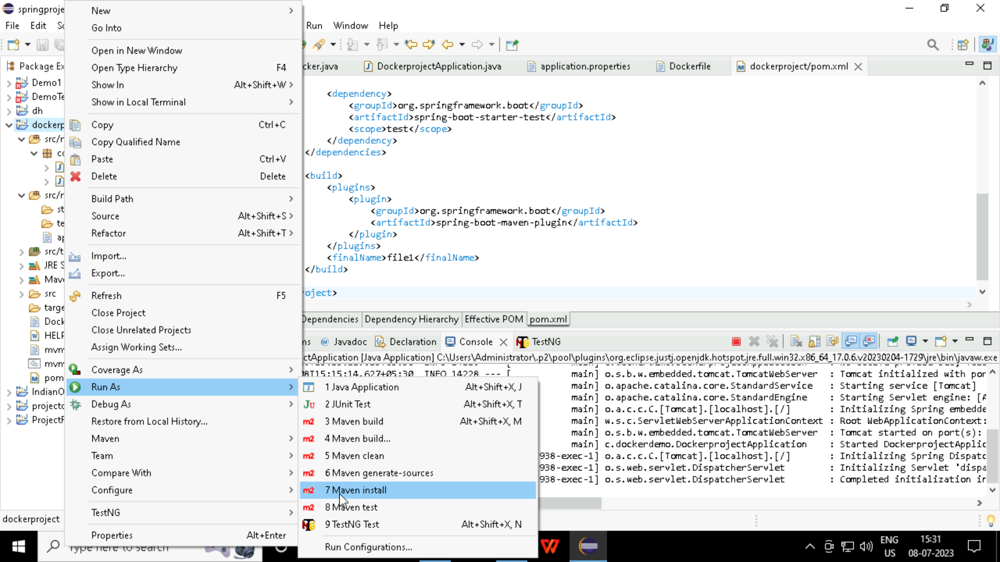 springproje
File Edit Sc
Run Window Help
Package Ex
Demo1
DemoTe
dh
dockerp
src/r
co
src/r
st
te
ap
src/t
JRE S
Mav
src
targe
Dock
HELP
mvn
mvn
pom
IndianO
projectc
ProjectF
New
Go Into
Open in New Window
Open Type Hierarchy F4
Show In Alt+Shift+W
Show in Local Terminal
Copy Ctrl+C
Copy Qualified Name
Paste Ctrl+V
Delete Delete
Build Path
Source Alt+Shift+S
Refactor Alt+Shift+T
Import...
Export...
Refresh F5
Close Project
Close Unrelated Projects
Assign Working Sets...
Coverage As
Run As
Debug As
Restore from Local History...
Maven
Team
Compare With
Configure
TestNG
Properties Alt+Enter
1 Java Application Alt+Shift+X, J
2 JUnit Test Alt+Shift+X, T
3 Maven build Alt+Shift+X, M
4 Maven build...
5 Maven clean
6 Maven generate-sources
7 Maven install
8 Maven test
9 TestNG Test Alt+Shift+X, N
Run Configurations...
cker.java DockerprojectApplication.java application.properties Dockerfile dockerproject/pom.xml
<dependency>
<groupId>org.springframework.boot</groupId>
<artifactId>spring-boot-starter-test</artifactId>
<scope>test</scope>
</dependency>
</dependencies>
<build>
<plugins>
<plugin>
<groupId>org.springframework.boot</groupId>
<artifactId>spring-boot-maven-plugin</artifactId>
</plugin>
</plugins>
<finalName>file1</finalName>
</build>
oject>
Dependencies Dependency Hierarchy Effective POM pom.xml
ns @ Javadoc Declaration Console TestNG
ctApplication [Java Application] C:\Users\Administrator\.p2\pool\plugins\org.eclipse.justj.openjdk.hotspot.jre.full.win32.x86_64_17.0.6.v20230204-1729\jre\bin\javaw.exe
08T15:15:14.627+05:30 INFO 14228 --- [ main] o.s.b.w.embedded.tomcat.TomcatWebServer : Tomcat initialized with por
main] o.apache.catalina.core.StandardService : Starting service [Tomcat]
main] o.apache.catalina.core.StandardEngine : Starting Servlet engine: [A
main] o.a.c.c.C.[Tomcat].[localhost].[/] : Initializing Spring embedde
main] w.s.c.ServletWebServerApplicationContext : Root WebApplicationContext:
main] o.s.b.w.embedded.tomcat.TomcatWebServer : Tomcat started on port(s):
main] c.dockerdemo.DockerprojectApplication : Started DockerprojectApplic
938-exec-1] o.a.c.c.C.[Tomcat].[localhost].[/] : Initializing Spring Dispatc
938-exec-1] o.s.web.servlet.DispatcherServlet : Initializing Servlet 'dispa
938-exec-1] o.s.web.servlet.DispatcherServlet : Completed initialization in
dockerproject
Type here to search
ENG
US
15:31
08-07-2023